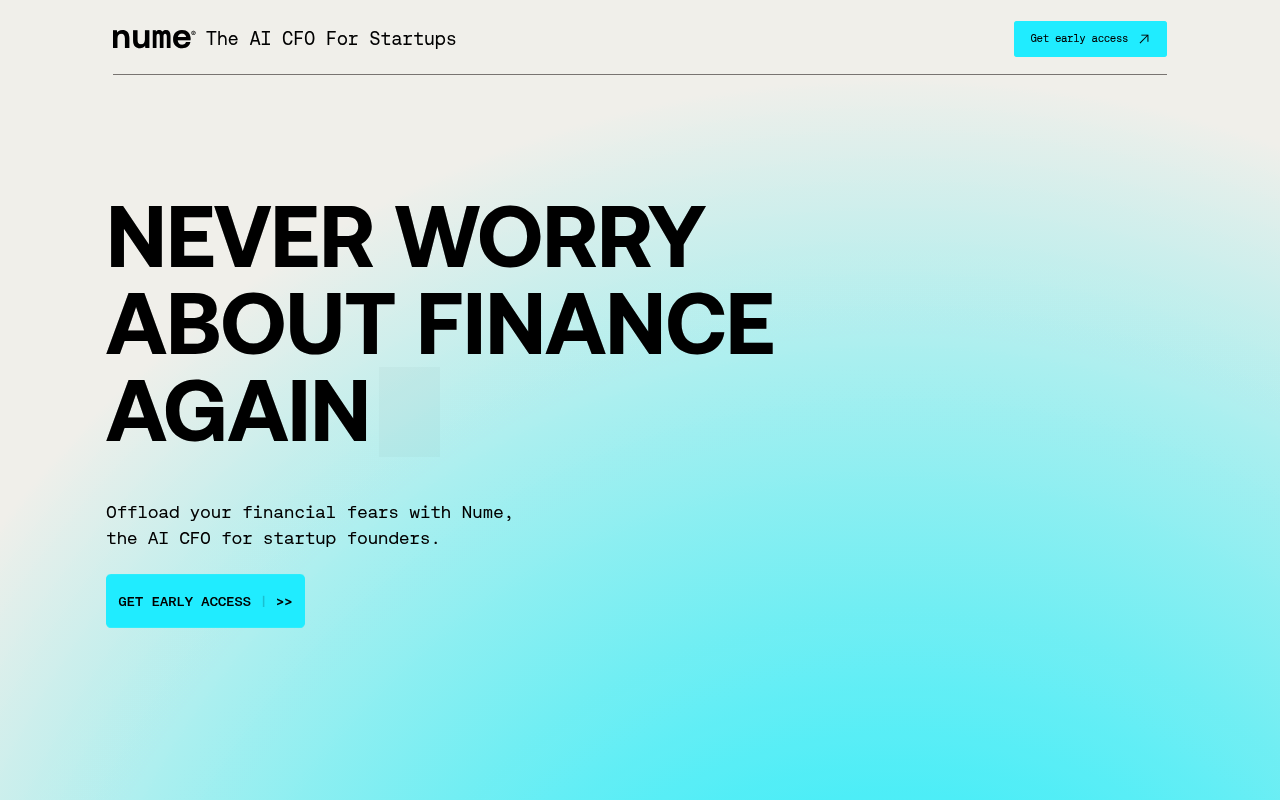 nume® The AI CFO For Startups
Get early access
NEVER WORRY
ABOUT FINANCE
AGAIN
Offload your financial fears with Nume,
the AI CFO for startup founders.
GET EARLY ACCESS | >>